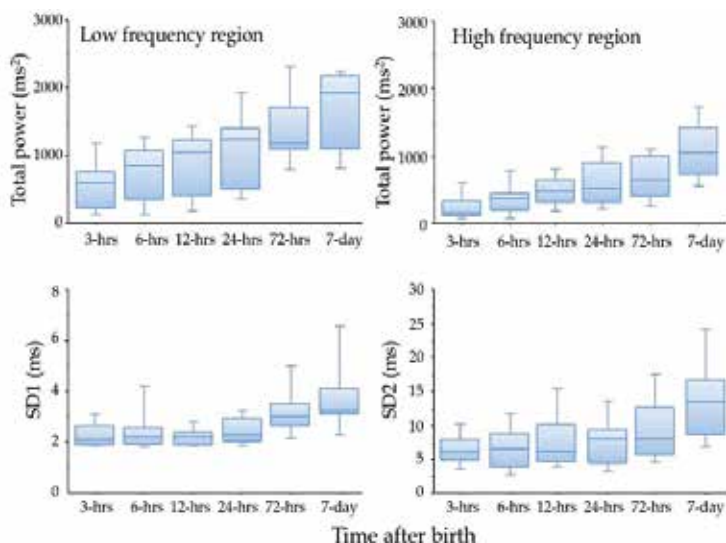 Low frequency region
Total power (ms²)
3000
2000
1000
0
3-hrs 6-hrs 12-hrs 24-hrs 72-hrs 7-day
High frequency region
Total power (ms²)
3000
2000
1000
0
3-hrs 6-hrs 12-hrs 24-hrs 72-hrs 7-day
SD1 (ms)
8
6
4
2
0
3-hrs 6-hrs 12-hrs 24-hrs 72-hrs 7-day
SD2 (ms)
30
25
20
15
10
5
0
3-hrs 6-hrs 12-hrs 24-hrs 72-hrs 7-day
Time after birth